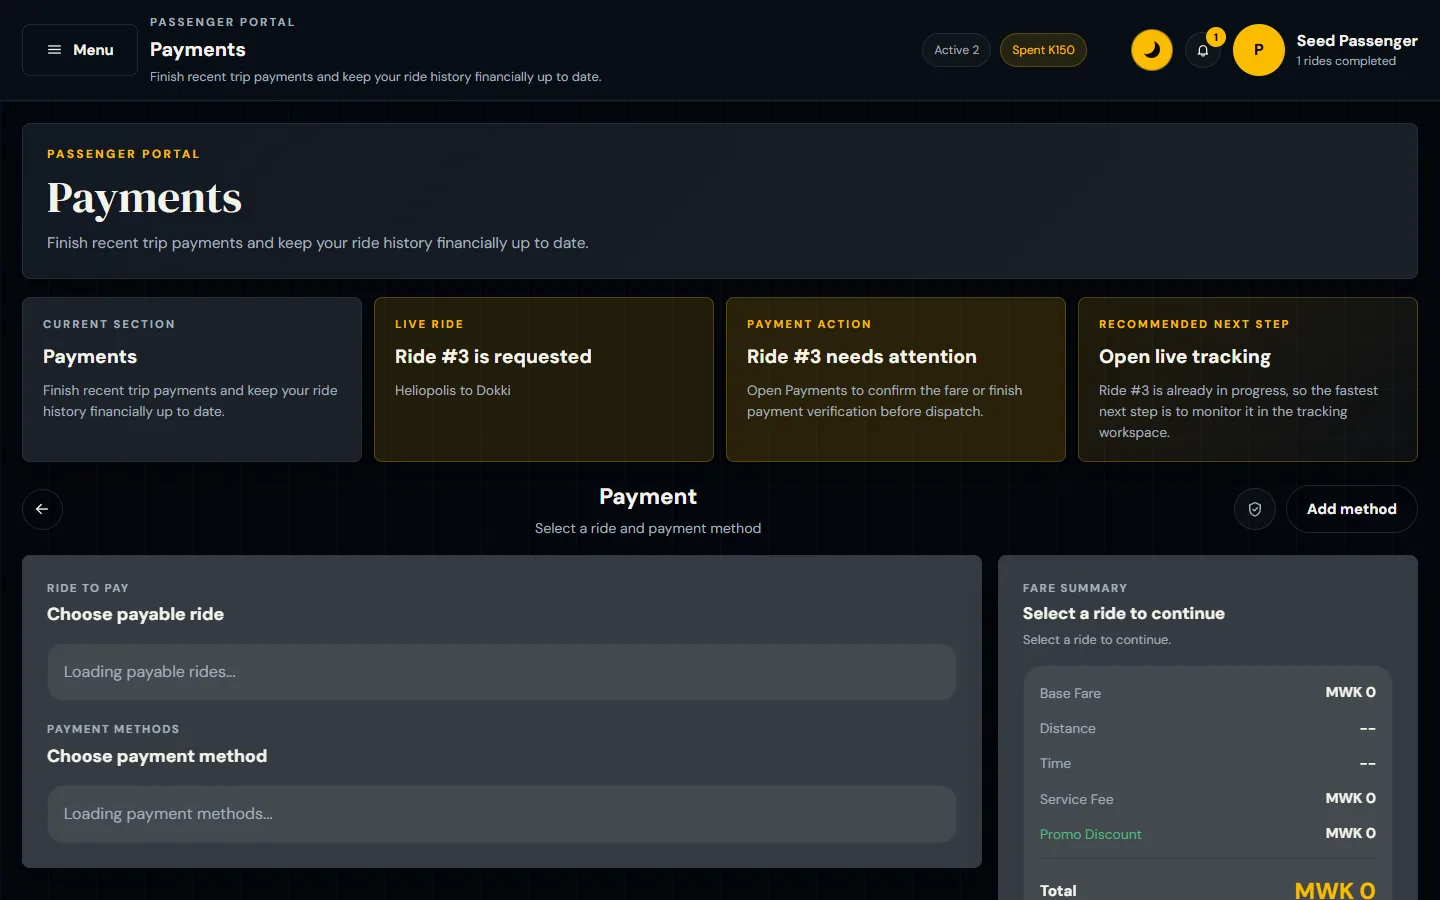 Menu
PASSENGER PORTAL
Payments
Finish recent trip payments and keep your ride history financially up to date.
Active 2
Spent K150
1
P
Seed Passenger
1 rides completed
PASSENGER PORTAL
Payments
Finish recent trip payments and keep your ride history financially up to date.
CURRENT SECTION
Payments
Finish recent trip payments and keep your ride
history financially up to date.
LIVE RIDE
Ride #3 is requested
Heliopolis to Dokki
PAYMENT ACTION
Ride #3 needs attention
Open Payments to confirm the fare or finish
payment verification before dispatch.
RECOMMENDED NEXT STEP
Open live tracking
Ride #3 is already in progress, so the fastest
next step is to monitor it in the tracking
workspace.
Payment
Select a ride and payment method
Add method
RIDE TO PAY
Choose payable ride
Loading payable rides...
PAYMENT METHODS
Choose payment method
Loading payment methods...
FARE SUMMARY
Select a ride to continue
Select a ride to continue.
Base Fare MWK 0
Distance --
Time --
Service Fee MWK 0
Promo Discount MWK 0
Total MWK 0